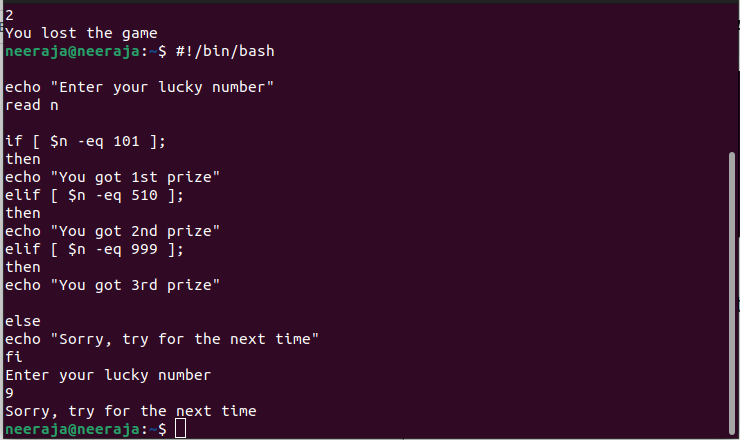 2
You lost the game
neeraja@neeraja:~$ #!/bin/bash
echo "Enter your lucky number"
read n
if [ $n -eq 101 ];
then
echo "You got 1st prize"
elif [ $n -eq 510 ];
then
echo "You got 2nd prize"
elif [ $n -eq 999 ];
then
echo "You got 3rd prize"
else
echo "Sorry, try for the next time"
fi
Enter your lucky number
9
Sorry, try for the next time
neeraja@neeraja:~$